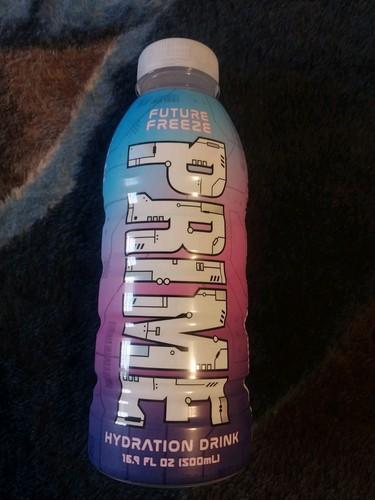 FUTURE
FREEZE
PRIME
HYDRATION DRINK
16.9 FL OZ (500mL)